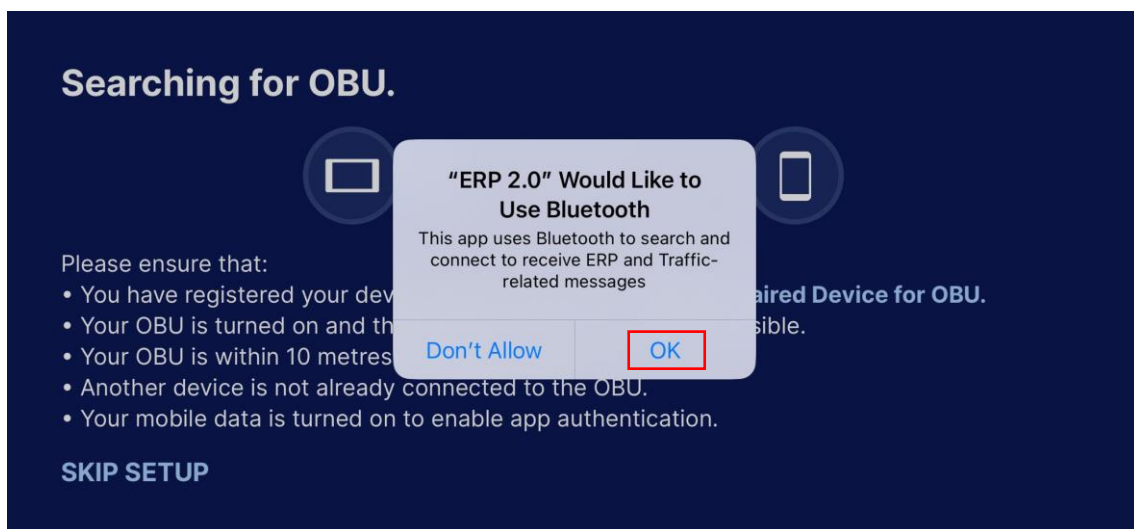 Searching for OBU.
“ERP 2.0” Would Like to
Use Bluetooth
This app uses Bluetooth to search and
connect to receive ERP and Traffic-
related messages
Don’t Allow
OK
Please ensure that:
• You have registered your dev
aired Device for OBU.
• Your OBU is turned on and th
sible.
• Your OBU is within 10 metres
• Another device is not already connected to the OBU.
• Your mobile data is turned on to enable app authentication.
SKIP SETUP